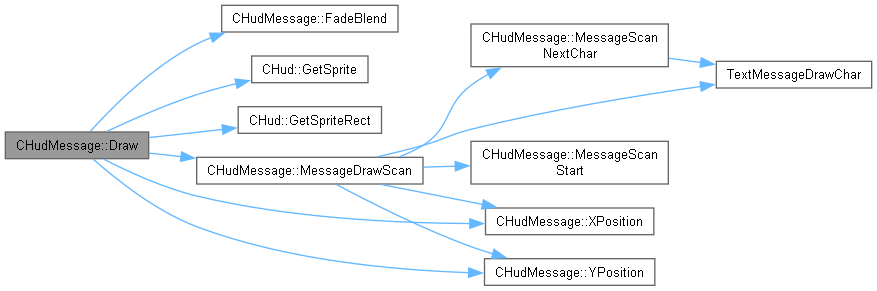 CHudMessage::Draw
CHudMessage::FadeBlend
CHud::GetSprite
CHud::GetSpriteRect
CHudMessage::MessageDrawScan
CHudMessage::MessageScan
NextChar
TextMessageDrawChar
CHudMessage::MessageScan
Start
CHudMessage::XPosition
CHudMessage::YPosition